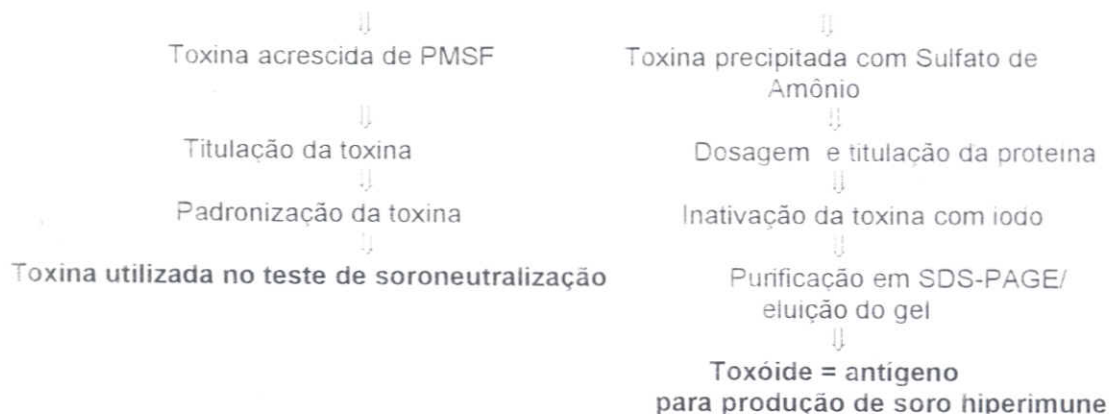 ⇓
Toxina acrescida de PMSF
⇓
Titulação da toxina
⇓
Padronização da toxina
⇓
Toxina utilizada no teste de soroneutralização
⇓
Toxina precipitada com Sulfato de
Amônio
⇓
Dosagem e titulação da proteina
⇓
Inativação da toxina com iodo
⇓
Purificação em SDS-PAGE/
eluição do gel
⇓
Toxóide = antígeno
para produção de soro hiperimune